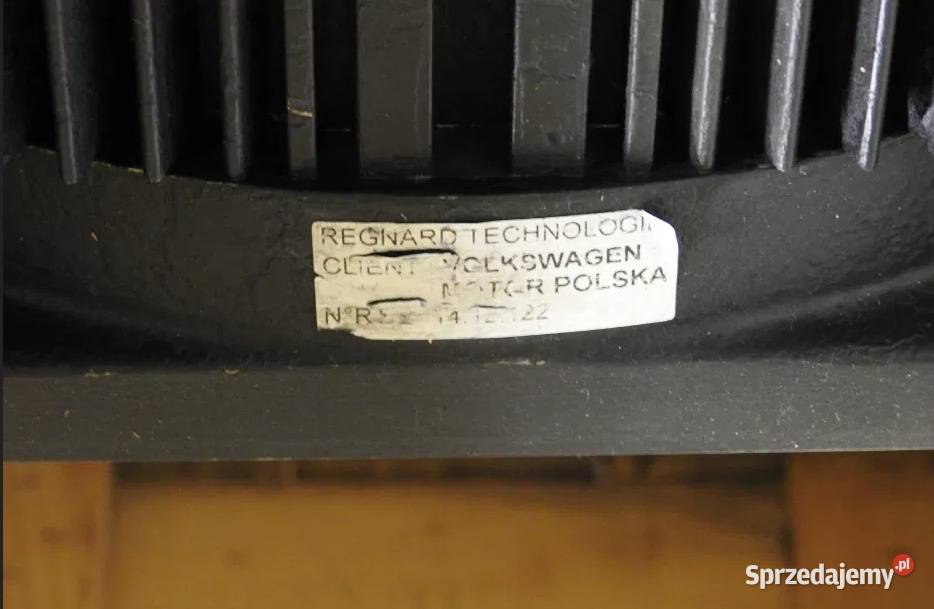 REGNARD TECHNOLOGI
CLIENT VOLKSWAGEN
MOTOR POLSKA
N°R
Sprzedajemy.pl